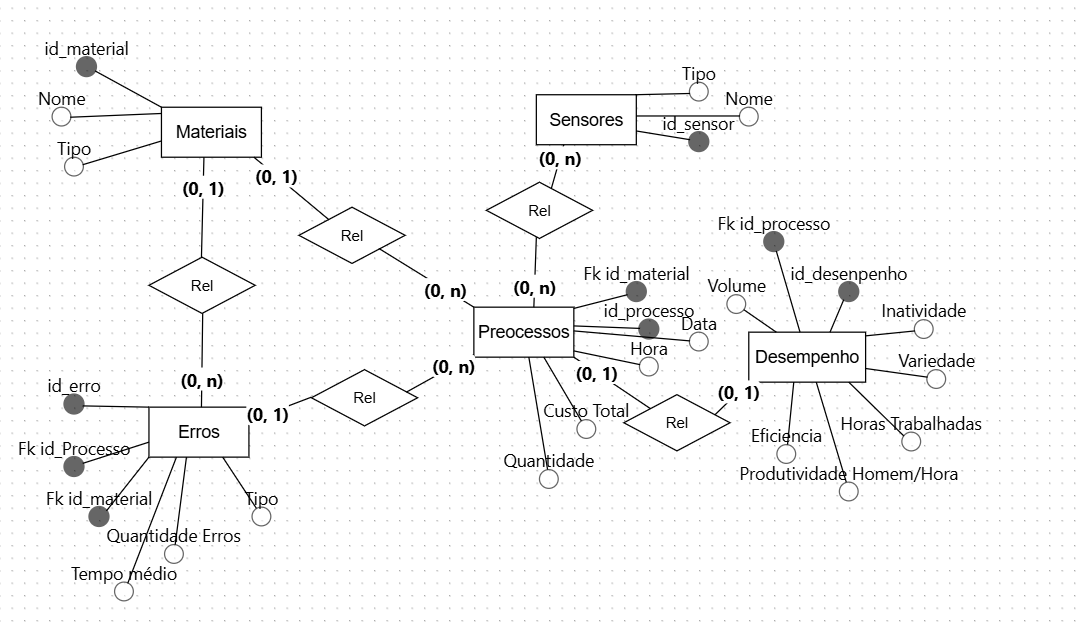 id_material
Nome
Tipo
Materiais
(0, 1)
(0, 1)
Rel
Rel
(0, n)
(0, n)
Tipo
Nome
id_sensor
Sensores
(0, n)
Rel
(0, n)
Fk id_material
id_processo
Data
Hora
Preocessos
Custo Total
Quantidade
(0, n)
Rel
(0, 1)
(0, 1)
Rel
(0, 1)
Fk id_processo
id_desenpenho
Volume
Inatividade
Variedade
Desempenho
Horas Trabalhadas
Eficiencia
Produtividade Homem/Hora
id_erro
Erros
Fk id_Processo
Fk id_material
Tipo
Quantidade Erros
Tempo médio